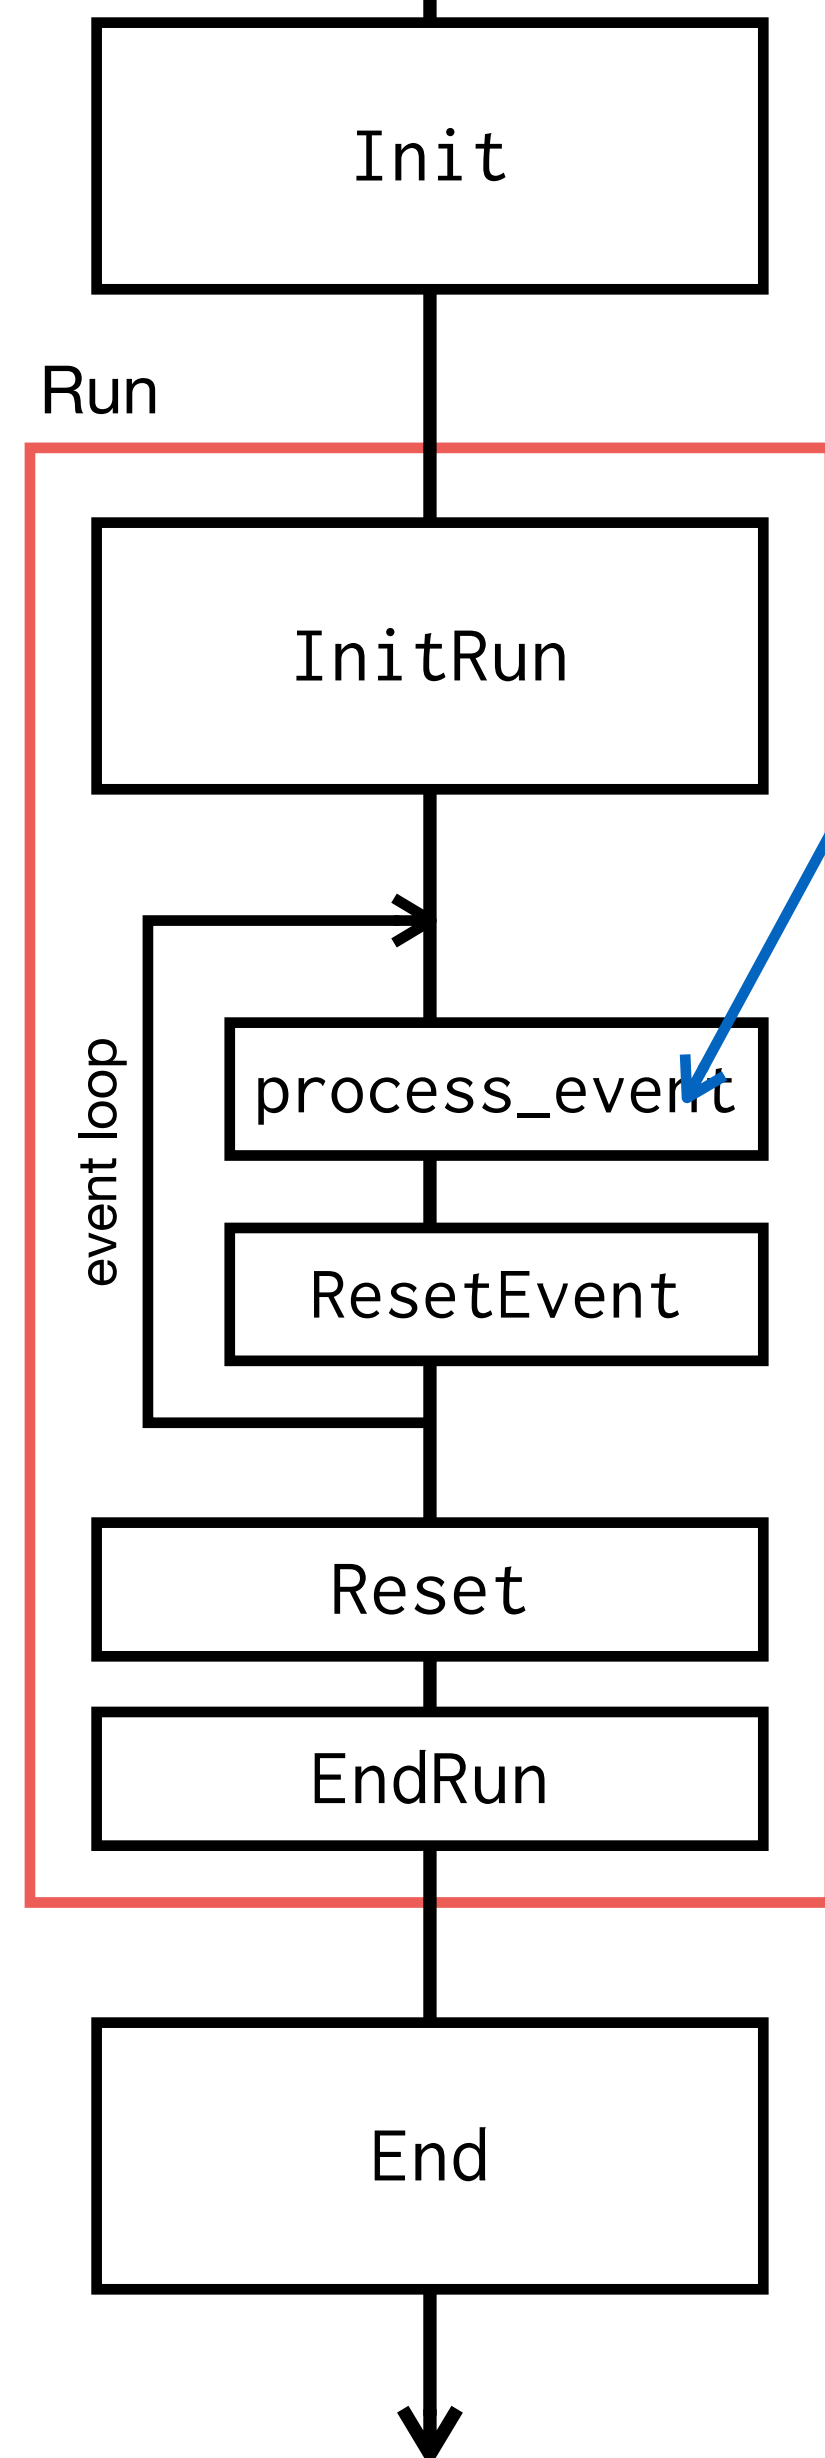 Init
Run
InitRun
event loop
process_event
ResetEvent
Reset
EndRun
End